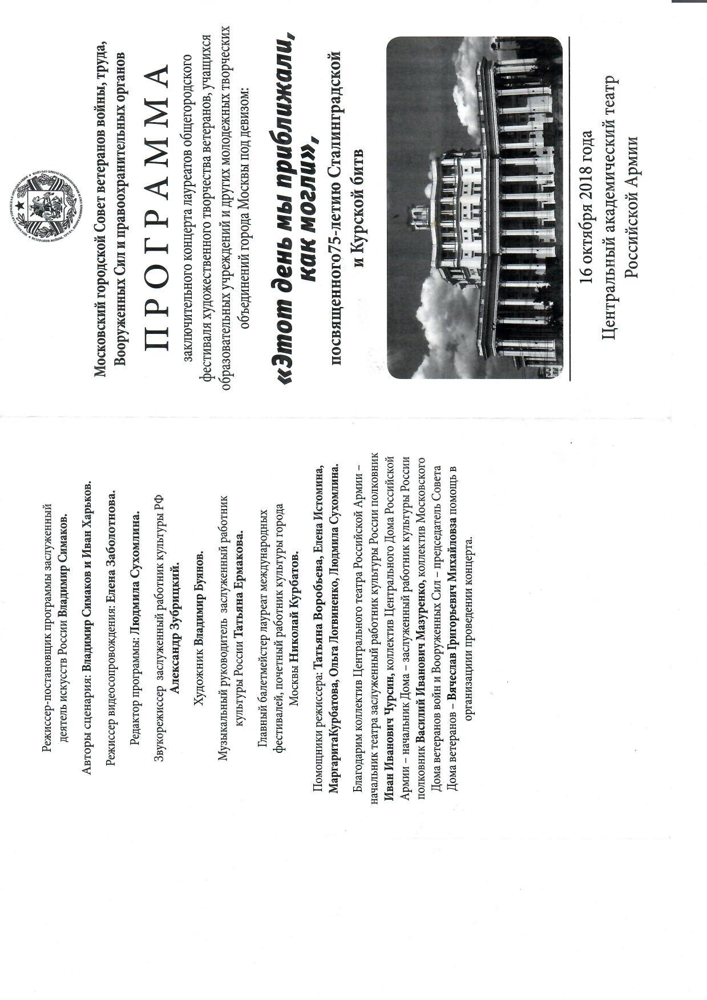 Режиссер-постановщик программы заслуженный
деятель искусств России Владимир Симаков.
Авторы сценария: Владимир Симаков и Иван Харьков.
Режиссер видеосопровождения: Елена Заболотнова.
Редактор программы: Людмила Сухомлина.
Звукорежиссер заслуженный работник культуры РФ
Александр Зубрицкий.
Художник Владимир Буянов.
Музыкальный руководитель заслуженный работник
культуры России Татьяна Ермакова.
Главный балетмейстер лауреат международных
фестивалей, почетный работник культуры города
Москвы Николай Курбатов.
Помощники режиссера: Татьяна Воробьева, Елена Истомина,
МаргаритаКурбатова, Ольга Логвиненко, Людмила Сухомлина.
Благодарим коллектив Центрального театра Российской Армии –
начальник театра заслуженный работник культуры России полковник
Иван Иванович Чурсин, коллектив Центрального Дома Российской
Армии – начальник Дома – заслуженный работник культуры России
полковник Василий Иванович Мазуренко, коллектив Московского
Дома ветеранов войн и Вооруженных Сил – председатель Совета
Дома ветеранов – Вячеслав Григорьевич Михайловза помощь в
организациии проведении концерта.
Московский городской Совет ветеранов войны, труда,
Вооруженных Сил и правоохранительных органов
ПРОГРАММА
заключительного концерта лауреатов общегородского
фестиваля художественного творчества ветеранов, учащихся
образовательных учреждений и других молодежных творческих
объединений города Москвы под девизом:
«Этот день мы приближали,
как могли»,
посвященного75-летию Сталинградской
и Курской битв
16 октября 2018 года
Центральный академический театр
Российской Армии